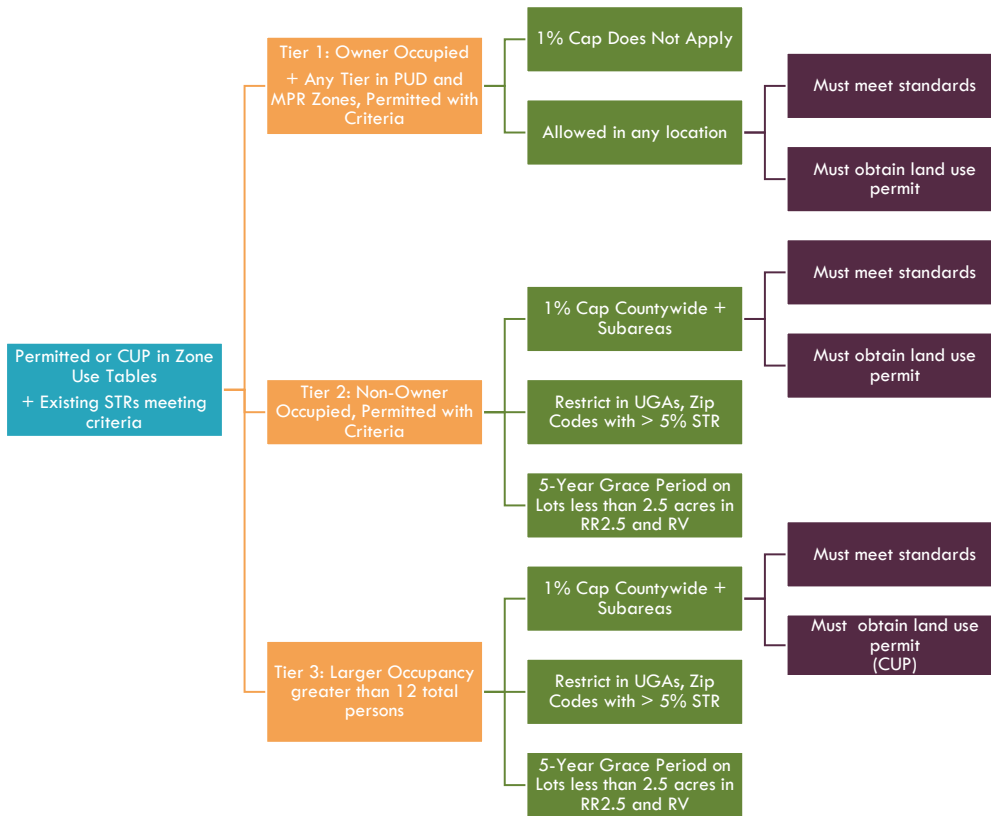 Permitted or CUP in Zone
Use Tables
+ Existing STRs meeting
criteria
Tier 1: Owner Occupied
+ Any Tier in PUD and
MPR Zones, Permitted with
Criteria
1% Cap Does Not Apply
Allowed in any location
Must meet standards
Must obtain land use
permit
Tier 2: Non-Owner
Occupied, Permitted with
Criteria
1% Cap Countywide +
Subareas
Must meet standards
Must obtain land use
permit
Restrict in UGAs, Zip
Codes with > 5% STR
5-Year Grace Period on
Lots less than 2.5 acres in
RR2.5 and RV
Tier 3: Larger Occupancy
greater than 12 total
persons
1% Cap Countywide +
Subareas
Must meet standards
Must obtain land use
permit
(CUP)
Restrict in UGAs, Zip
Codes with > 5% STR
5-Year Grace Period on
Lots less than 2.5 acres in
RR2.5 and RV